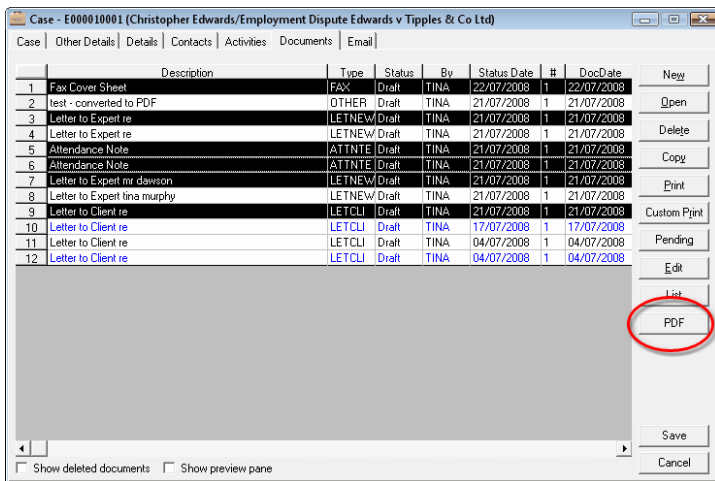 Case - E000010001 (Christopher Edwards/Employment Dispute Edwards v Tipples & Co Ltd)
Case Other Details Details Contacts Activities Documents Email
Description Type Status By Status Date # DocDate
1 Fax Cover Sheet FAX Draft TINA 22/07/2008 1 22/07/2008
2 test - converted to PDF OTHER Draft TINA 21/07/2008 1 21/07/2008
3 Letter to Expert re LETNEW Draft TINA 21/07/2008 1 21/07/2008
4 Letter to Expert re LETNEW Draft TINA 21/07/2008 1 21/07/2008
5 Attendance Note ATTNTE Draft TINA 21/07/2008 1 21/07/2008
6 Attendance Note ATTNTE Draft TINA 21/07/2008 1 21/07/2008
7 Letter to Expert mr dawson LETNEW Draft TINA 21/07/2008 1 21/07/2008
8 Letter to Expert tina murphy LETNEW Draft TINA 21/07/2008 1 21/07/2008
9 Letter to Client re LETCLI Draft TINA 21/07/2008 1 21/07/2008
10 Letter to Client re LETCLI Draft TINA 17/07/2008 1 17/07/2008
11 Letter to Client re LETCLI Draft TINA 04/07/2008 1 04/07/2008
12 Letter to Client re LETCLI Draft TINA 04/07/2008 1 04/07/2008
New
Open
Delete
Copy
Print
Custom Print
Pending
Edit
List
PDF
Save
Cancel
Show deleted documents Show preview pane